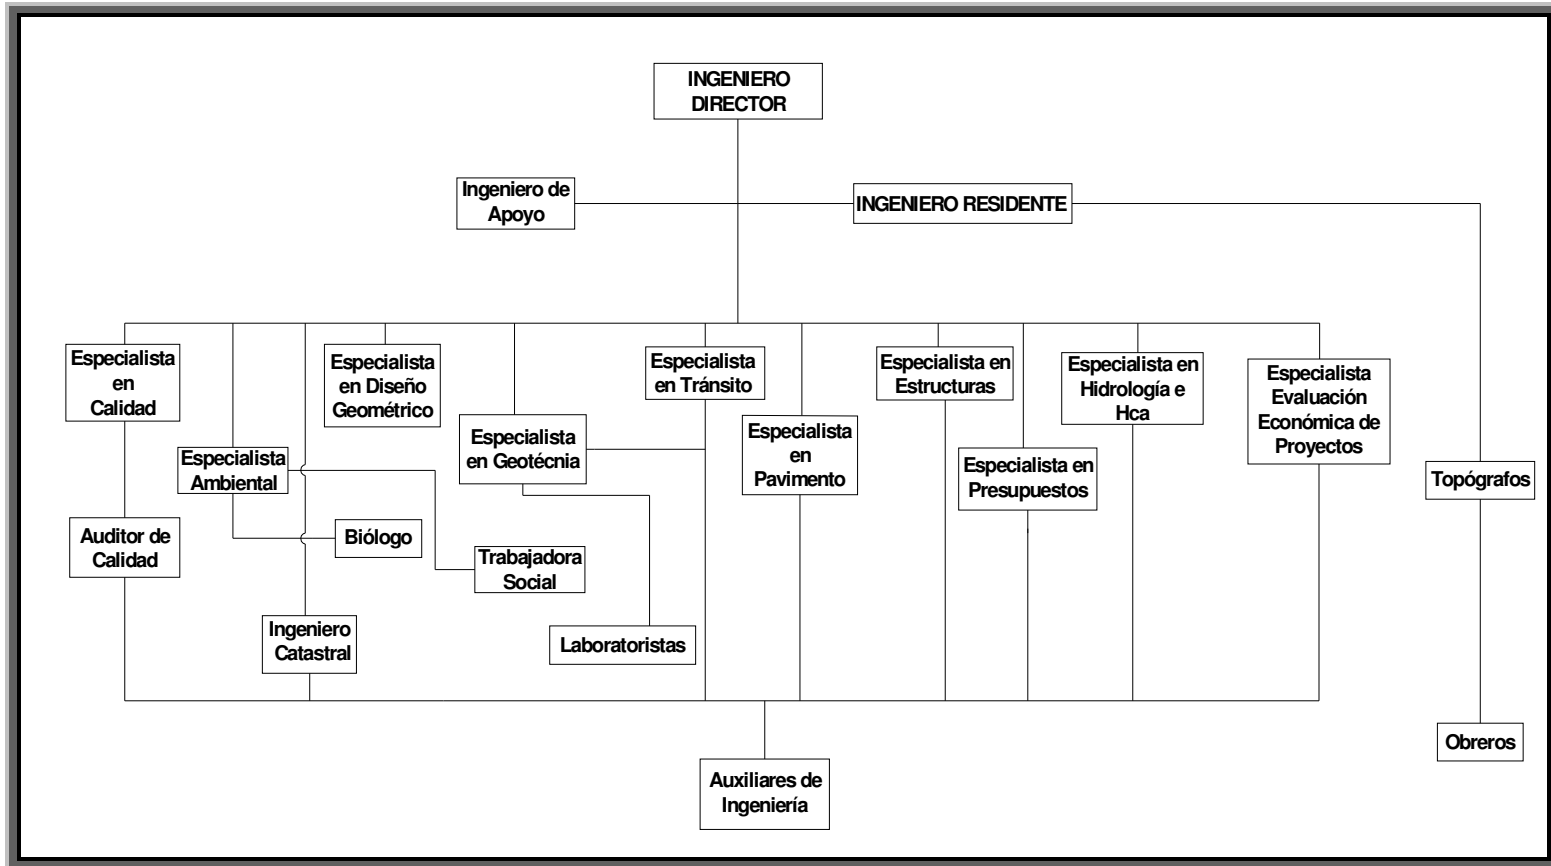 INGENIERO
DIRECTOR
Ingeniero de
Apoyo
INGENIERO RESIDENTE
Especialista
en
Calidad
Especialista
en Diseño
Geométrico
Especialista
en Tránsito
Especialista en
Estructuras
Especialista en
Hidrología e
Hca
Especialista
Evaluación
Económica de
Proyectos
Especialista
Ambiental
Especialista
en Geotécnia
Especialista
en
Pavimento
Especialista en
Presupuestos
Topógrafos
Auditor de
Calidad
Biólogo
Trabajadora
Social
Ingeniero
Catastral
Laboratoristas
Obreros
Auxiliares de
Ingeniería